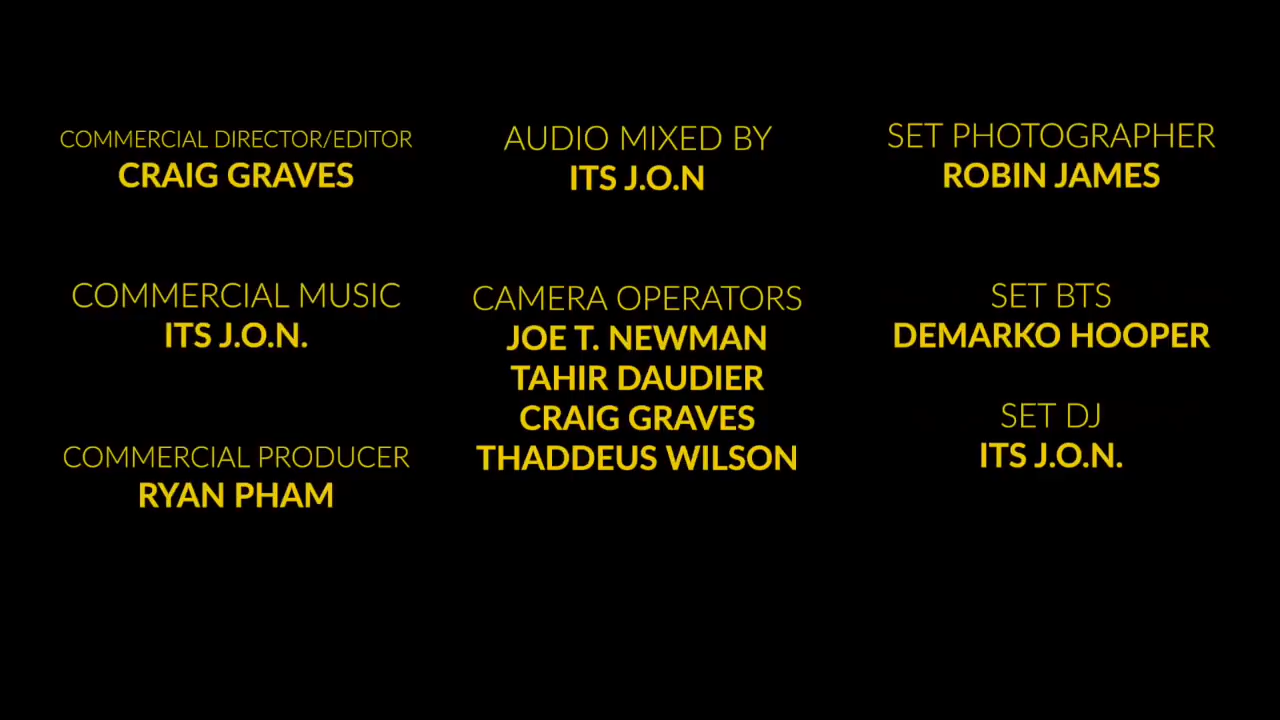 COMMERCIAL DIRECTOR/EDITOR
CRAIG GRAVES
COMMERCIAL MUSIC
ITS J.O.N.
COMMERCIAL PRODUCER
RYAN PHAM
AUDIO MIXED BY
ITS J.O.N
CAMERA OPERATORS
JOE T. NEWMAN
TAHIR DAUDIER
CRAIG GRAVES
THADDEUS WILSON
SET PHOTOGRAPHER
ROBIN JAMES
SET BTS
DEMARKO HOOPER
SET DJ
ITS J.O.N.